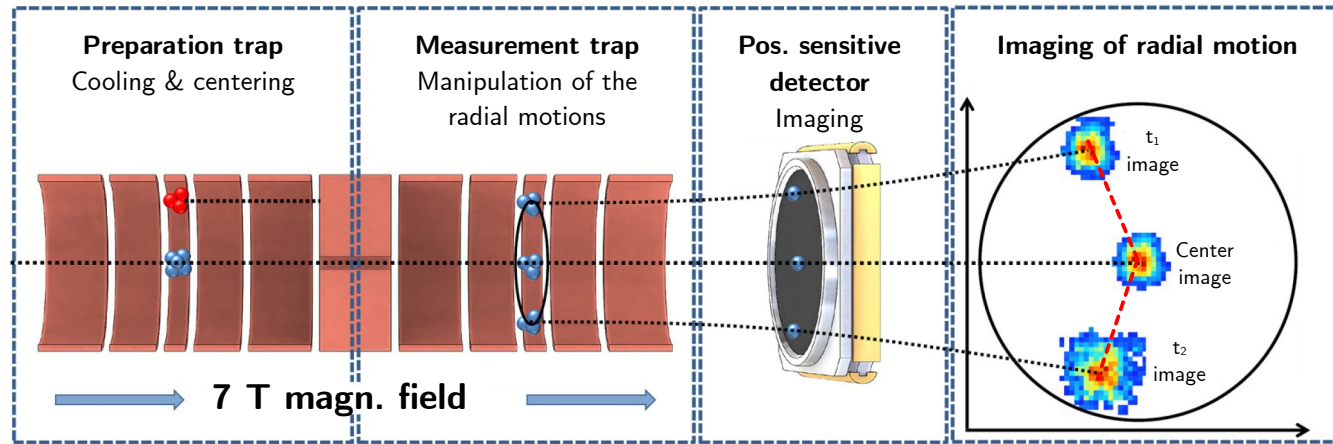 Preparation trap
Cooling & centering
Measurement trap
Manipulation of the
radial motions
Pos. sensitive
detector
Imaging
Imaging of radial motion
t₁
image
Center
image
t₂
image
7 T magn. field